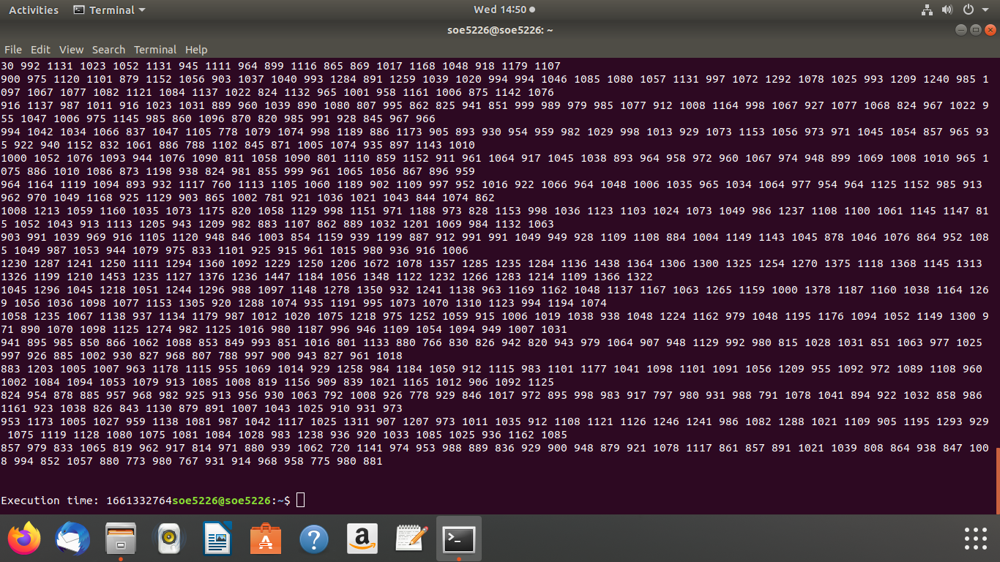 Activities Terminal Wed 14:50
soe5226@soe5226: ~
File Edit View Search Terminal Help
30 992 1131 1023 1052 1131 945 1111 964 899 1116 865 869 1017 1168 1048 918 1179 1107
900 975 1120 1101 879 1152 1056 903 1037 1040 993 1284 891 1259 1039 1020 994 994 1046 1085 1080 1057 1131 997 1072 1292 1078 1025 993 1209 1240 985 1
097 1067 1077 1082 1121 1084 1137 1022 824 1132 965 1001 958 1161 1006 875 1142 1076
916 1137 987 1011 916 1023 1031 889 960 1039 890 1080 807 995 862 825 941 851 999 989 979 985 1077 912 1008 1164 998 1067 927 1077 1068 824 967 1022 9
55 1047 1006 975 1145 985 860 1096 870 820 985 991 928 845 967 966
994 1042 1034 1066 837 1047 1105 778 1079 1074 998 1189 886 1173 905 893 930 954 959 982 1029 998 1013 929 1073 1153 1056 973 971 1045 1054 857 965 93
5 922 940 1152 832 1061 886 788 1102 845 871 1005 1074 935 897 1143 1010
1000 1052 1076 1093 944 1076 1090 811 1058 1090 801 1110 859 1152 911 961 1064 917 1045 1038 893 964 958 972 960 1067 974 948 899 1069 1008 1010 965 1
075 886 1010 1086 873 1198 938 824 981 855 999 961 1065 1056 867 896 959
964 1164 1119 1094 893 932 1117 760 1113 1105 1060 1189 902 1109 997 952 1016 922 1066 964 1048 1006 1035 965 1034 1064 977 954 964 1125 1152 985 913
962 970 1049 1168 925 1129 903 865 1002 781 921 1036 1021 1043 844 1074 862
1008 1213 1059 1160 1035 1073 1175 820 1058 1129 998 1151 971 1188 973 828 1153 998 1036 1123 1103 1024 1073 1049 986 1237 1108 1100 1061 1145 1147 81
5 1052 1043 913 1113 1205 943 1209 982 883 1107 862 889 1032 1201 1069 984 1132 1063
903 991 1039 969 916 1105 1120 948 846 1003 854 1159 939 1199 887 912 991 991 1049 949 928 1109 1108 884 1004 1149 1143 1045 878 1046 1076 864 952 108
5 1049 987 1053 944 1079 975 833 1101 925 915 961 1015 980 936 916 1006
1230 1287 1241 1250 1111 1294 1360 1092 1229 1250 1206 1672 1078 1357 1285 1235 1284 1136 1438 1364 1306 1300 1325 1254 1270 1375 1118 1368 1145 1313
1326 1199 1210 1453 1235 1127 1376 1236 1447 1184 1056 1348 1122 1232 1266 1283 1214 1109 1366 1322
1045 1296 1045 1218 1051 1244 1296 988 1097 1148 1278 1350 932 1241 1138 963 1169 1162 1048 1137 1167 1063 1265 1159 1000 1378 1187 1160 1038 1164 126
9 1056 1036 1098 1077 1153 1305 920 1288 1074 935 1191 995 1073 1070 1310 1123 994 1194 1074
1058 1235 1067 1138 937 1134 1179 987 1012 1020 1075 1218 975 1252 1059 915 1006 1019 1038 938 1048 1224 1162 979 1048 1195 1176 1094 1052 1149 1300 9
71 890 1070 1098 1125 1274 982 1125 1016 980 1187 996 946 1109 1054 1094 949 1007 1031
941 895 985 850 866 1062 1088 853 849 993 851 1016 801 1133 880 766 830 826 942 820 943 979 1064 907 948 1129 992 980 815 1028 1031 851 1063 977 1025
997 926 885 1002 930 827 968 807 788 997 900 943 827 961 1018
883 1203 1005 1007 963 1178 1115 955 1069 1014 929 1258 984 1184 1050 912 1115 983 1101 1177 1041 1098 1101 1091 1056 1209 955 1092 972 1089 1108 960
1002 1084 1094 1053 1079 913 1085 1008 819 1156 909 839 1021 1165 1012 906 1092 1125
824 954 878 885 957 968 982 925 913 956 930 1063 792 1008 926 778 929 846 1017 972 895 998 983 917 797 980 931 988 791 1078 1041 894 922 1032 858 986
1161 923 1038 826 843 1130 879 891 1007 1043 1025 910 931 973
953 1173 1005 1027 959 1138 1081 987 1042 1117 1025 1311 907 1207 973 1011 1035 912 1108 1121 1126 1246 1241 986 1082 1288 1021 1109 905 1195 1293 929
1075 1119 1128 1080 1075 1081 1084 1028 983 1238 936 920 1033 1085 1025 936 1162 1085
857 979 833 1065 819 962 917 814 971 880 939 1062 720 1141 974 953 988 889 836 929 900 948 879 921 1078 1117 861 857 891 1021 1039 808 864 938 847 100
8 994 852 1057 880 773 980 767 931 914 968 958 775 980 881
Execution time: 1661332764soe5226@soe5226:~$